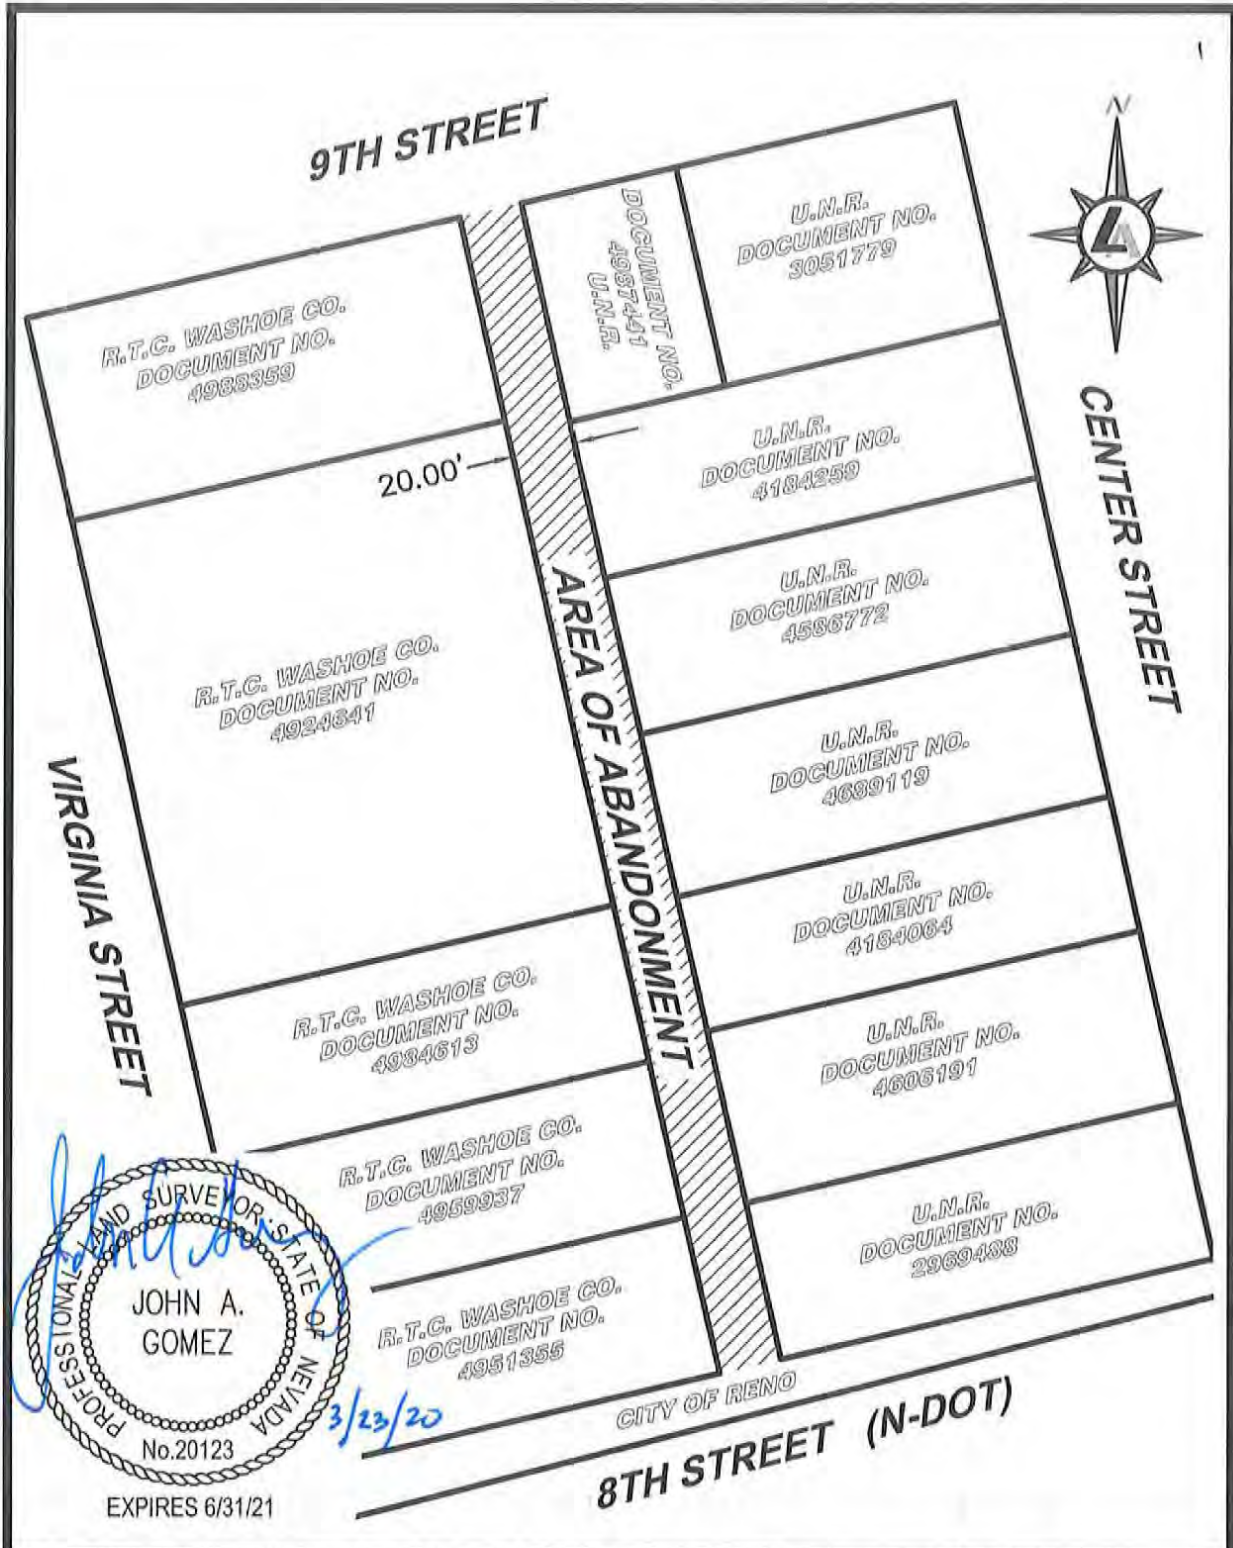 9TH STREET
N
R.T.C. WASHOE CO.
DOCUMENT NO.
4988359
DOCUMENT NO.
4987441
U.N.R.
U.N.R.
DOCUMENT NO.
3051779
20.00'
U.N.R.
DOCUMENT NO.
4184259
CENTER STREET
U.N.R.
DOCUMENT NO.
4586772
AREA OF ABANDONMENT
R.T.C. WASHOE CO.
DOCUMENT NO.
4924641
VIRGINIA STREET
U.N.R.
DOCUMENT NO.
4689119
U.N.R.
DOCUMENT NO.
4184064
R.T.C. WASHOE CO.
DOCUMENT NO.
4984613
U.N.R.
DOCUMENT NO.
4606191
R.T.C. WASHOE CO.
DOCUMENT NO.
4959937
U.N.R.
DOCUMENT NO.
2969488
R.T.C. WASHOE CO.
DOCUMENT NO.
4951355
PROFESSIONAL LAND SURVEYOR·STATE OF NEVADA
JOHN A.
GOMEZ
No.20123
EXPIRES 6/31/21
3/23/20
CITY OF RENO
8TH STREET (N-DOT)